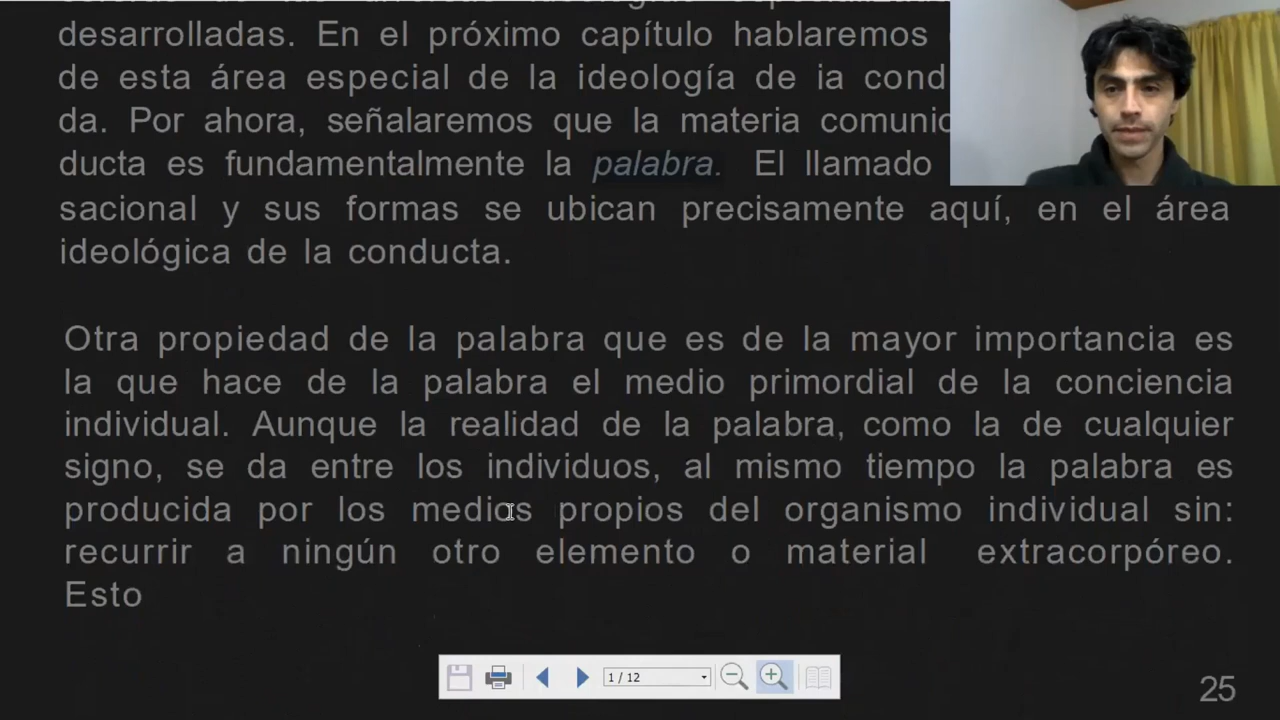 desarrolladas. En el próximo capítulo hablaremos
de esta área especial de la ideología de ia cond
da. Por ahora, señalaremos que la materia comunic
ducta es fundamentalmente la palabra. El llamado
sacional y sus formas se ubican precisamente aquí, en el área
ideológica de la conducta.
Otra propiedad de la palabra que es de la mayor importancia es
la que hace de la palabra el medio primordial de la conciencia
individual. Aunque la realidad de la palabra, como la de cualquier
signo, se da entre los individuos, al mismo tiempo la palabra es
producida por los medios propios del organismo individual sin:
recurrir a ningún otro elemento o material extracorpóreo.
Esto
1 / 12
25